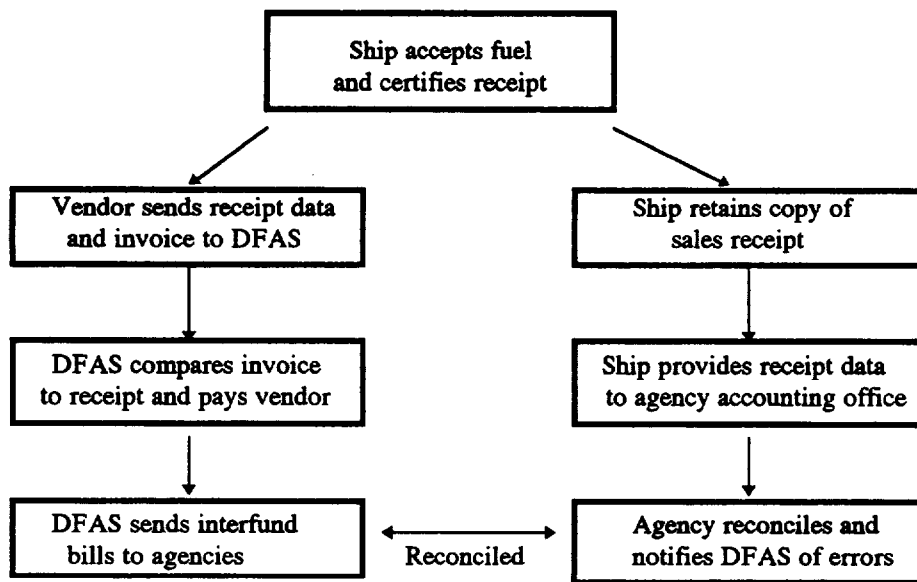 Ship accepts fuel
and certifies receipt
Vendor sends receipt data
and invoice to DFAS
Ship retains copy of
sales receipt
DFAS compares invoice
to receipt and pays vendor
Ship provides receipt data
to agency accounting office
DFAS sends interfund
bills to agencies
Reconciled
Agency reconciles and
notifies DFAS of errors